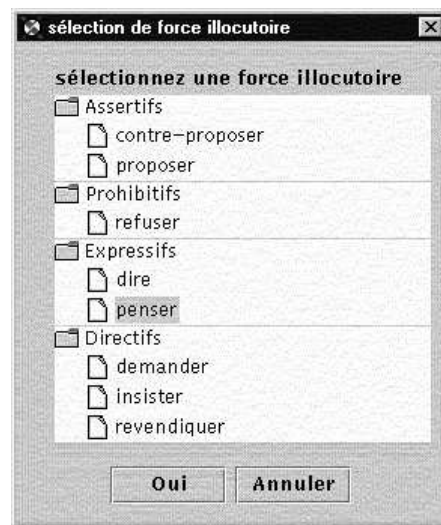 sélection de force illocutoire
sélectionnez une force illocutoire
Assertifs
contre-proposer
proposer
Prohibitifs
refuser
Expressifs
dire
penser
Directifs
demander
insister
revendiquer
Oui Annuler